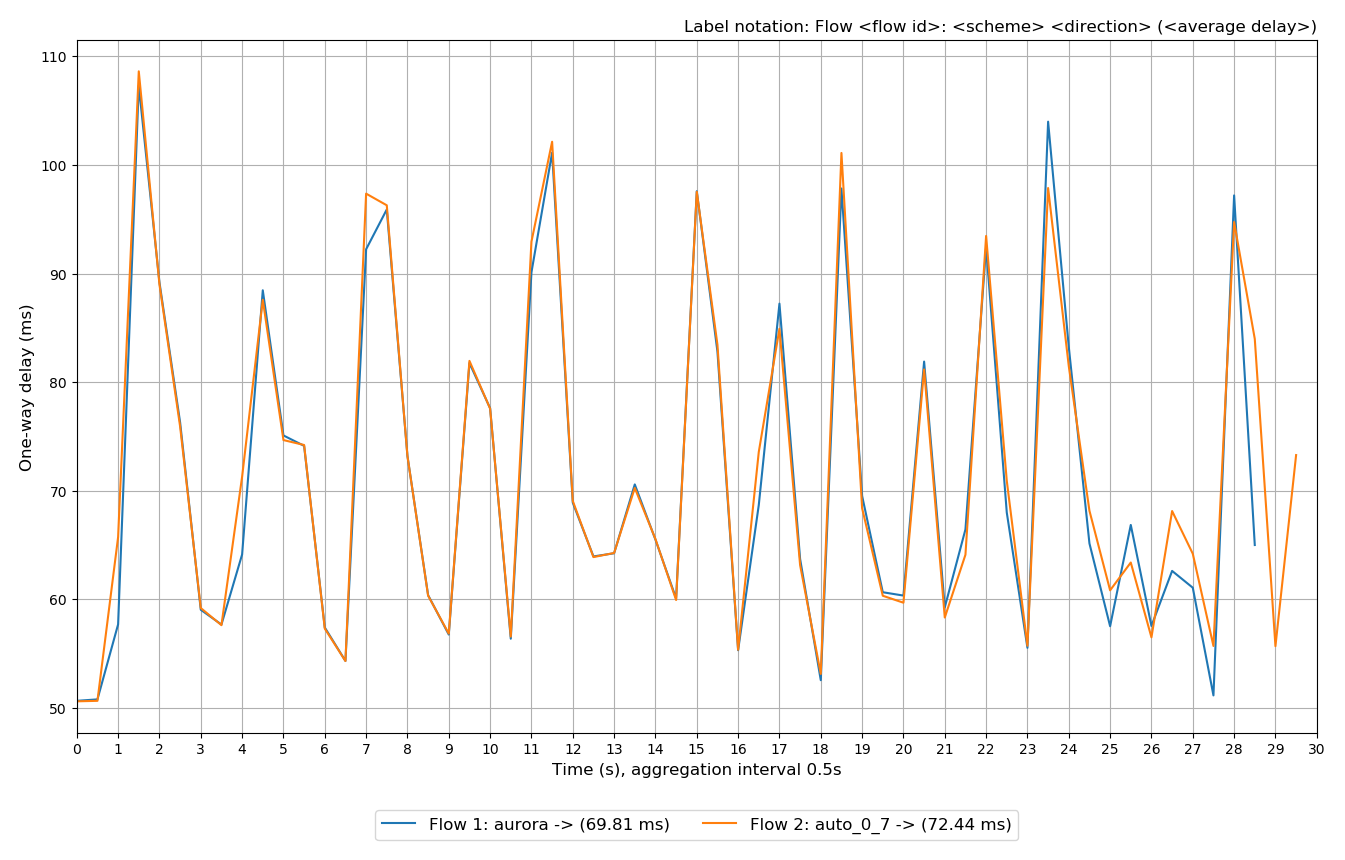 Label notation: Flow <flow id>: <scheme> <direction> (<average delay>)
110
100
90
80
70
60
50
One-way delay (ms)
0 1 2 3 4 5 6 7 8 9 10 11 12 13 14 15 16 17 18 19 20 21 22 23 24 25 26 27 28 29 30
Time (s), aggregation interval 0.5s
Flow 1: aurora -> (69.81 ms) Flow 2: auto_0_7 -> (72.44 ms)